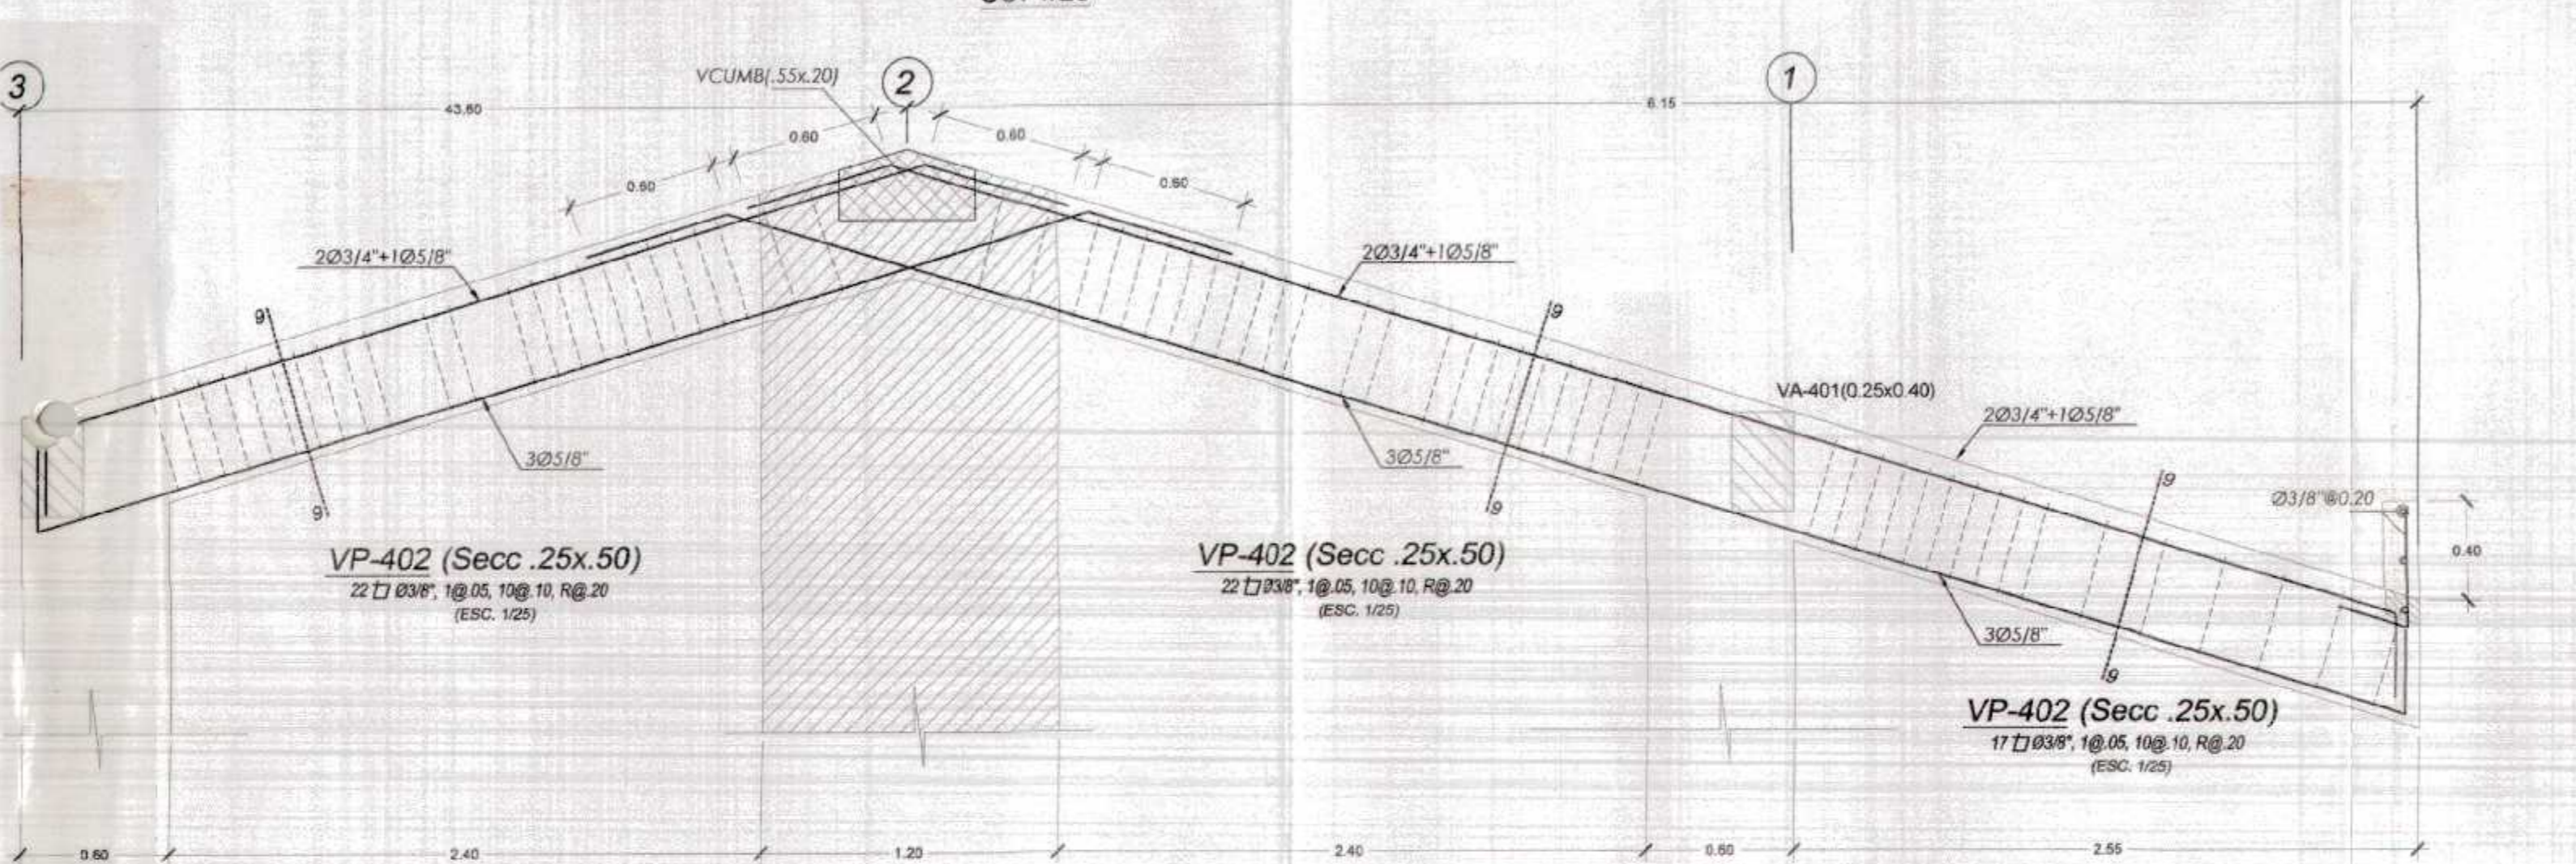 3
VCUMB(.55x.20)
2
1
43.60
6.15
0.60
0.60
0.60
0.60
2Ø3/4"+1Ø5/8"
2Ø3/4"+1Ø5/8"
9
9
VA-401(0.25x0.40)
2Ø3/4"+1Ø5/8"
3Ø5/8"
3Ø5/8"
9
Ø3/8"@0.20
9
9
0.40
VP-402 (Secc .25x.50)
22 Ø3/8", 1@.05, 10@.10, R@.20
(ESC. 1/25)
VP-402 (Secc .25x.50)
22 Ø3/8", 1@.05, 10@.10, R@.20
(ESC. 1/25)
3Ø5/8"
9
VP-402 (Secc .25x.50)
17 Ø3/8", 1@.05, 10@.10, R@.20
(ESC. 1/25)
0.60
2.40
1.20
2.40
0.60
2.55